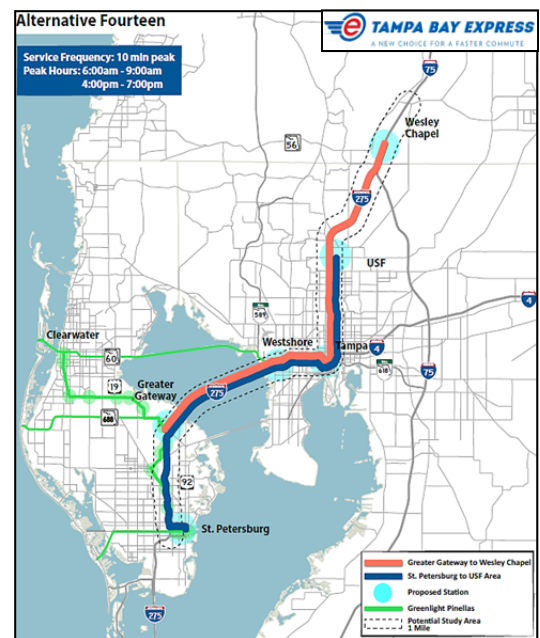 Alternative Fourteen
TAMPA BAY EXPRESS
A NEW CHOICE FOR A FASTER COMMUTE
Service Frequency: 10 min peak
Peak Hours: 6:00am - 9:00am
4:00pm - 7:00pm
75
Wesley
Chapel
56
275
USF
4
589
Clearwater
Westshore
Tampa
60
4
618
75
19
Greater
Gateway
275
688
92
St. Petersburg
275
Greater Gateway to Wesley Chapel
St. Petersburg to USF Area
Proposed Station
Greenlight Pinellas
Potential Study Area
1 Mile